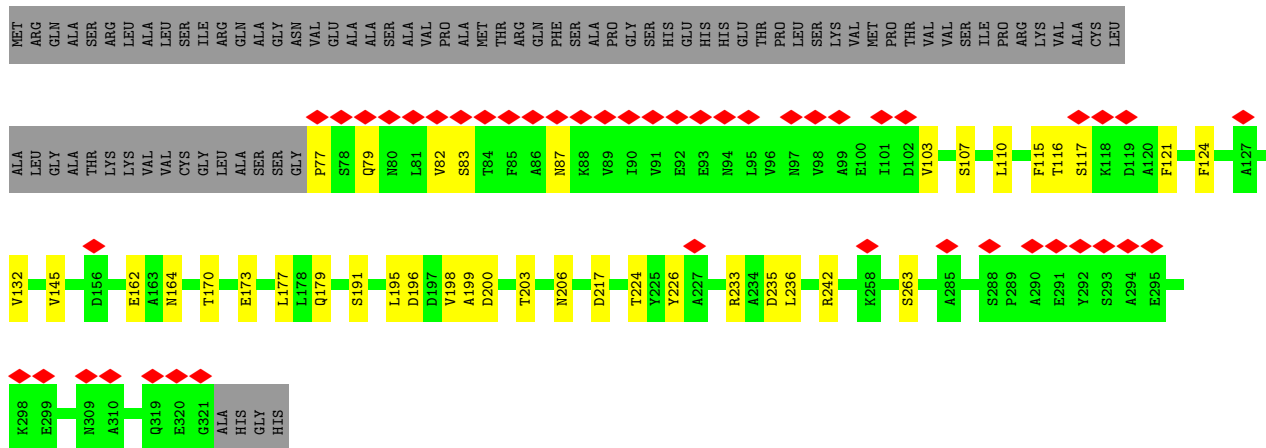 MET ARG GLN ALA SER ARG LEU ALA LEU SER ILE ARG GLN ALA GLY ASN VAL GLU ALA ALA SER ALA VAL PRO ALA MET THR ARG GLN PHE SER ALA PRO GLY SER HIS GLU HIS HIS GLU THR PRO LEU SER LYS VAL MET PRO THR VAL VAL SER ILE PRO ARG LYS VAL ALA CYS LEU
ALA LEU GLY ALA THR LYS LYS VAL VAL CYS GLY LEU ALA SER SER GLY P77 S78 Q79 N80 L81 V82 S83 T84 F85 A86 N87 K88 V89 I90 V91 E92 E93 N94 L95 V96 N97 V98 A99 E100 I101 D102 V103 S107 L110 F115 T116 S117 K118 D119 A120 F121 F124 A127
V132 V145 D156 E162 A163 N164 T170 E173 L177 L178 Q179 S191 L195 D196 D197 V198 A199 D200 T203 N206 D217 T224 Y225 Y226 A227 R233 A234 D235 L236 R242 K258 S263 A285 S288 P289 A290 E291 Y292 S293 A294 E295
K298 E299 N309 A310 Q319 E320 G321 ALA HIS GLY HIS